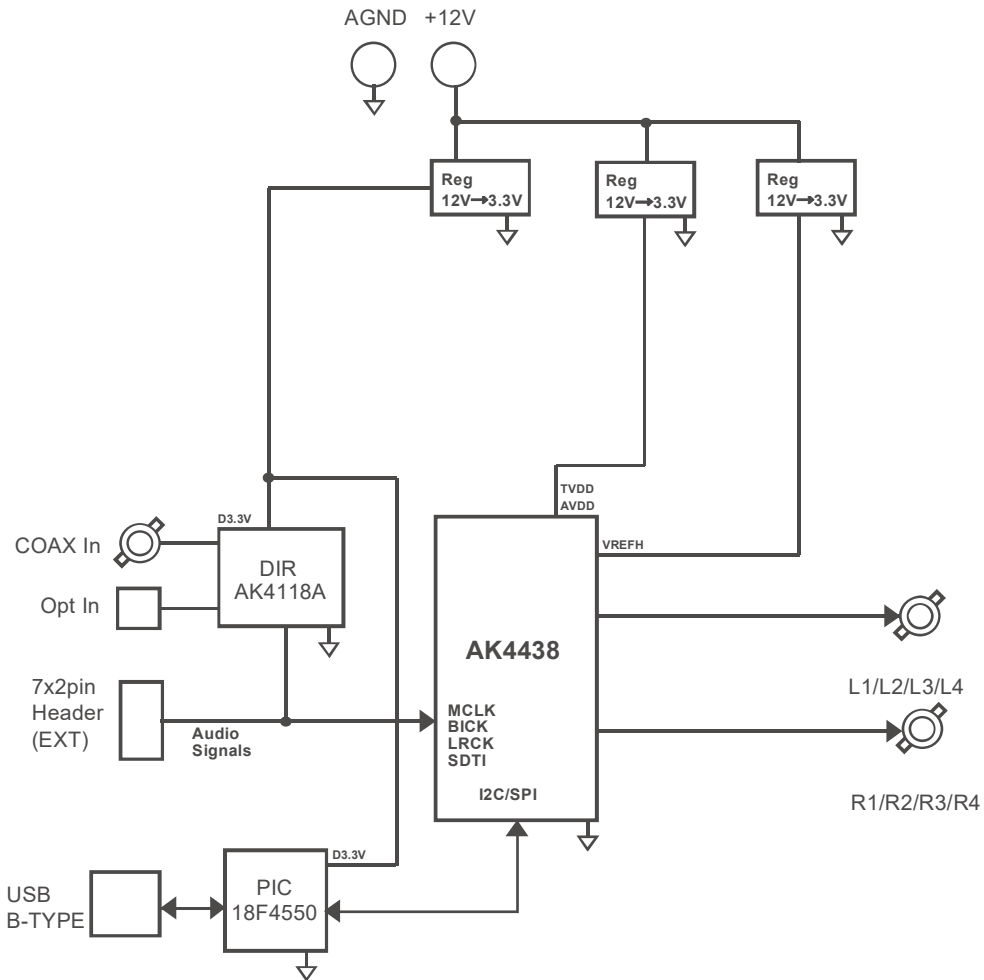 AGND +12V
Reg
12V→3.3V
Reg
12V→3.3V
Reg
12V→3.3V
TVDD
AVDD
D3.3V
VREFH
COAX In
DIR
AK4118A
Opt In
AK4438
7x2pin
Header
(EXT)
Audio
Signals
MCLK
BICK
LRCK
SDTI
I2C/SPI
L1/L2/L3/L4
R1/R2/R3/R4
D3.3V
USB
B-TYPE
PIC
18F4550